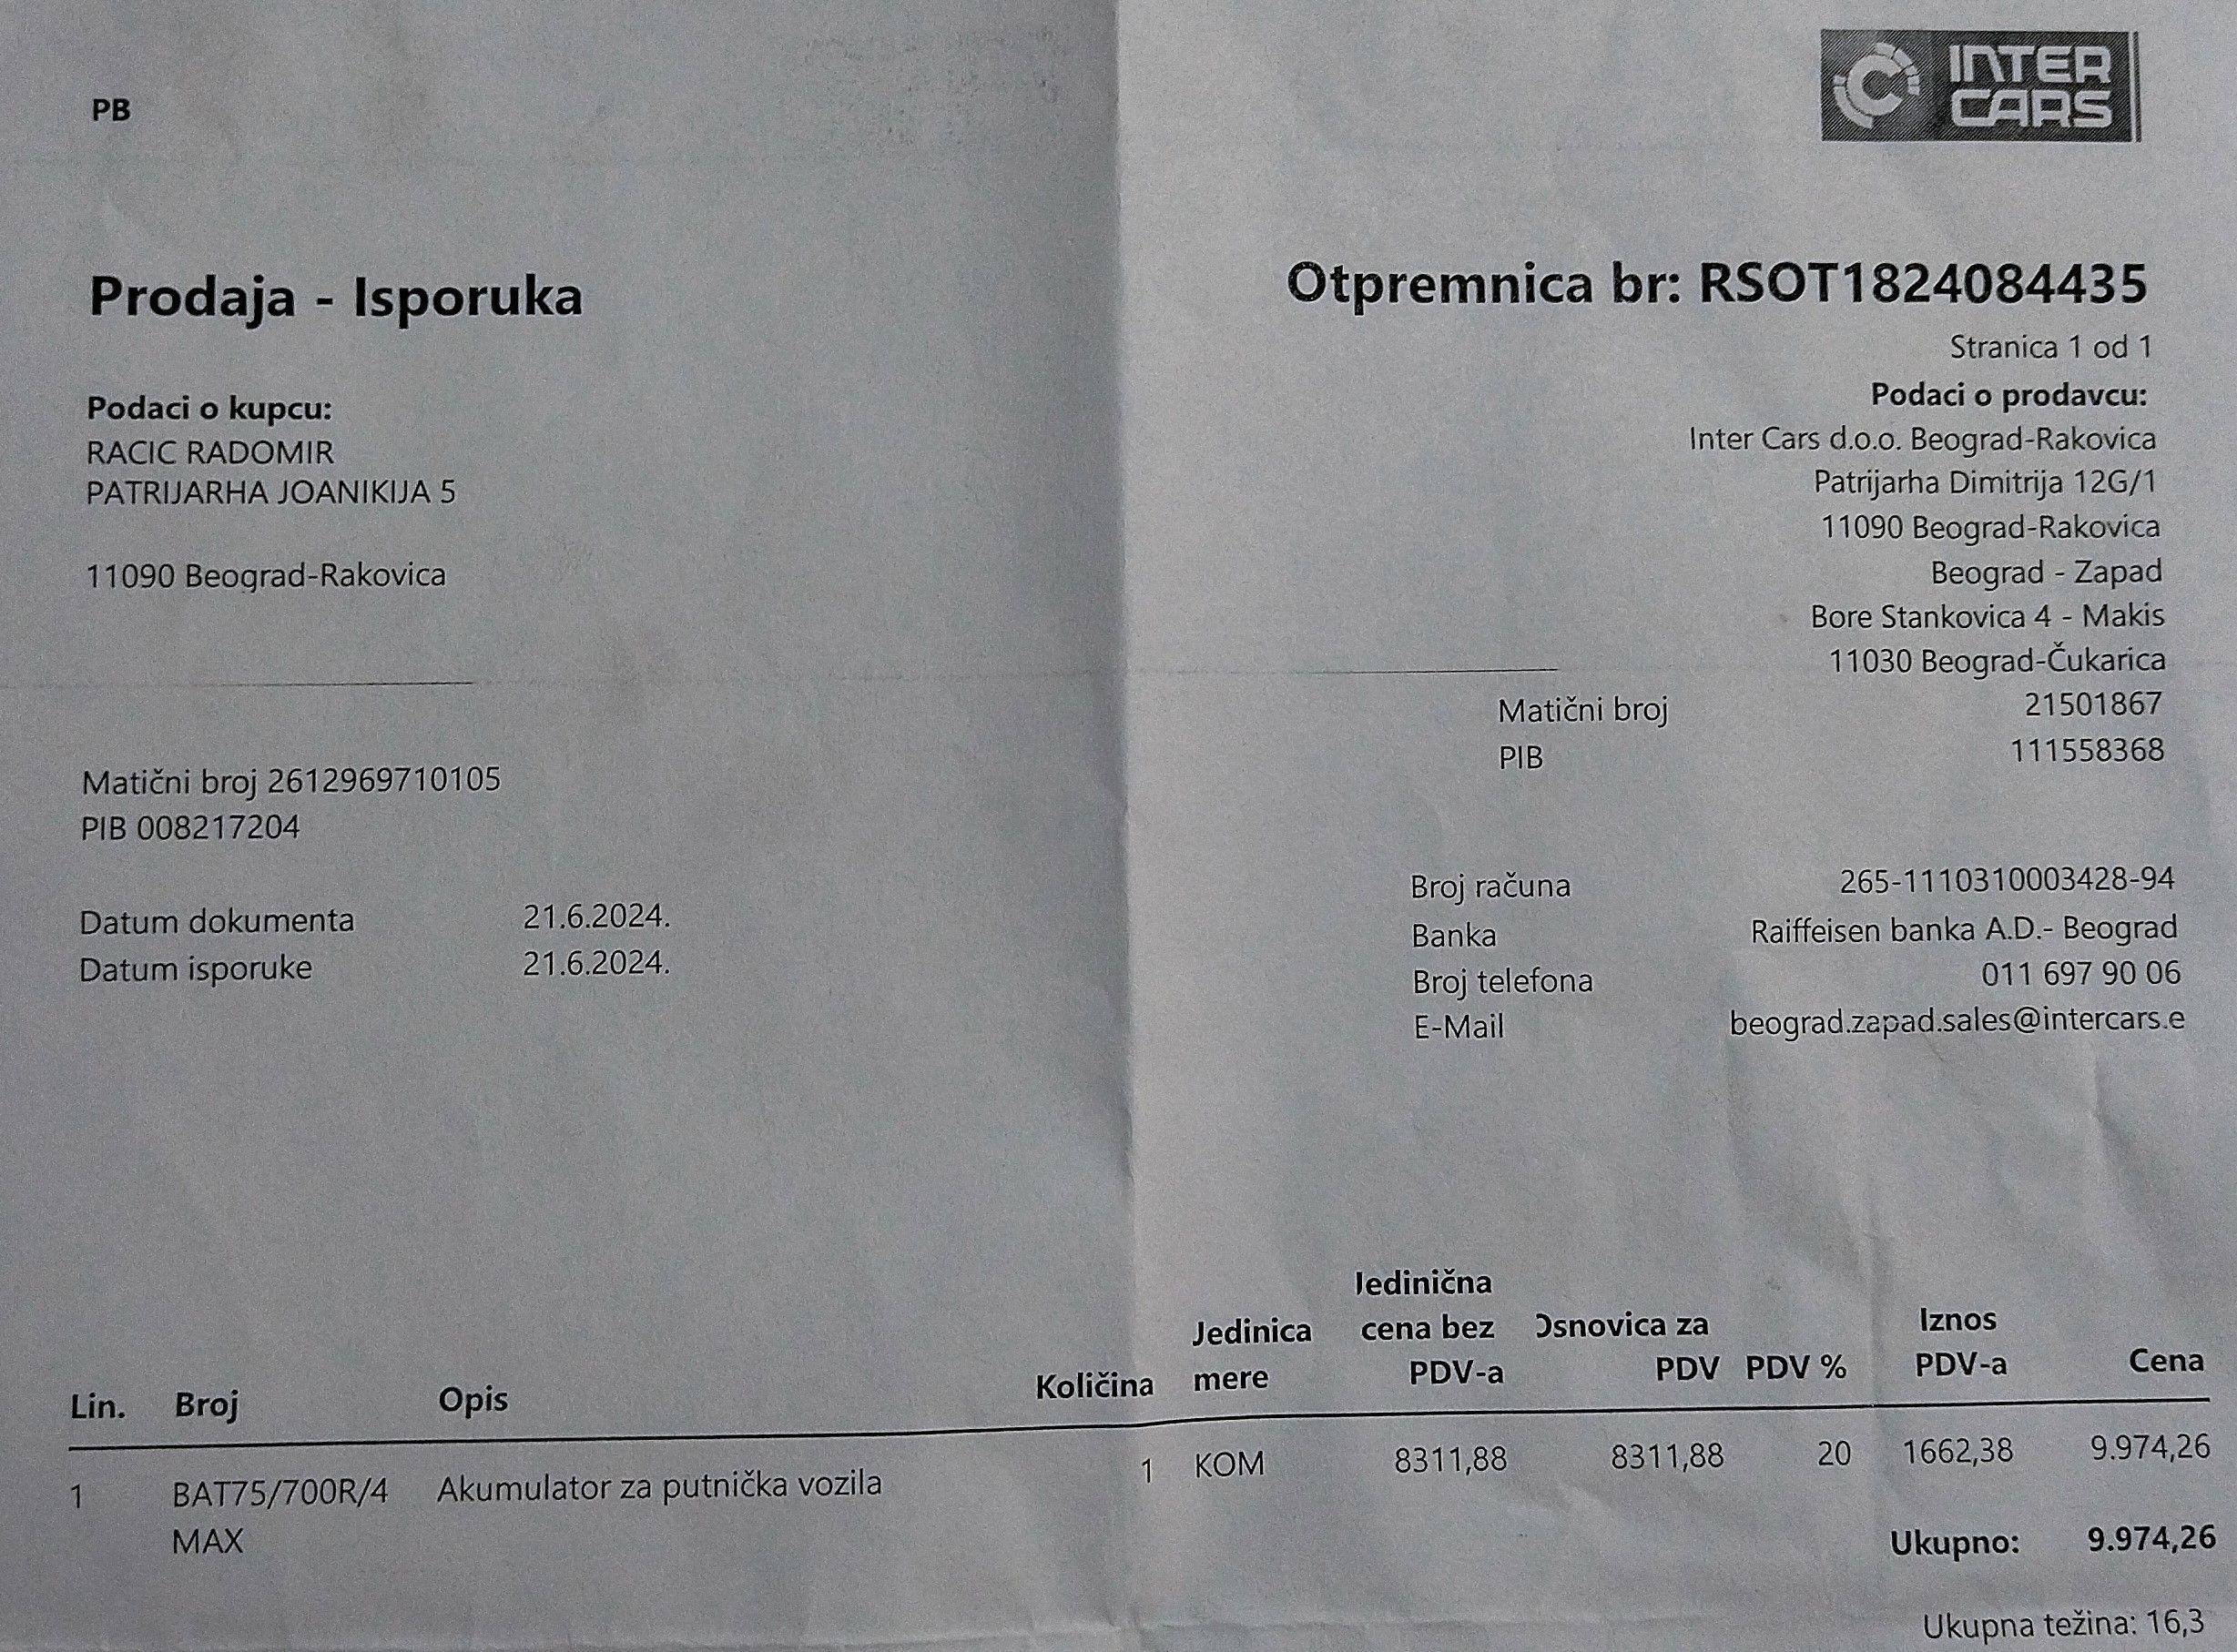 PB
INTER
CARS
Prodaja - Isporuka
Otpremnica br: RSOT1824084435
Stranica 1 od 1
Podaci o kupcu:
RACIC RADOMIR
PATRIJARHA JOANIKIJA 5
11090 Beograd-Rakovica
Podaci o prodavcu:
Inter Cars d.o.o. Beograd-Rakovica
Patrijarha Dimitrija 12G/1
11090 Beograd-Rakovica
Beograd - Zapad
Bore Stankovica 4 - Makis
11030 Beograd-Čukarica
Matični broj 21501867
PIB 111558368
Matični broj 2612969710105
PIB 008217204
Datum dokumenta 21.6.2024.
Datum isporuke 21.6.2024.
Broj računa 265-1110310003428-94
Banka Raiffeisen banka A.D.- Beograd
Broj telefona 011 697 90 06
E-Mail beograd.zapad.sales@intercars.e
Lin. Broj Opis Količina Jedinica mere Jedinična cena bez PDV-a Osnovica za PDV PDV % Iznos PDV-a Cena
1 BAT75/700R/4 Akumulator za putnička vozila 1 KOM 8311,88 8311,88 20 1662,38 9.974,26
MAX
Ukupno: 9.974,26
Ukupna težina: 16,3